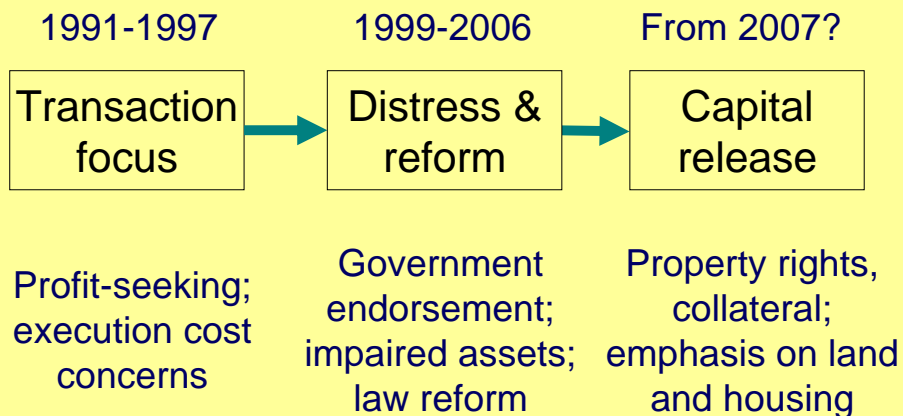 1991-1997
1999-2006
From 2007?
Transaction
focus
Distress &
reform
Capital
release
Profit-seeking;
execution cost
concerns
Government
endorsement;
impaired assets;
law reform
Property rights,
collateral;
emphasis on land
and housing